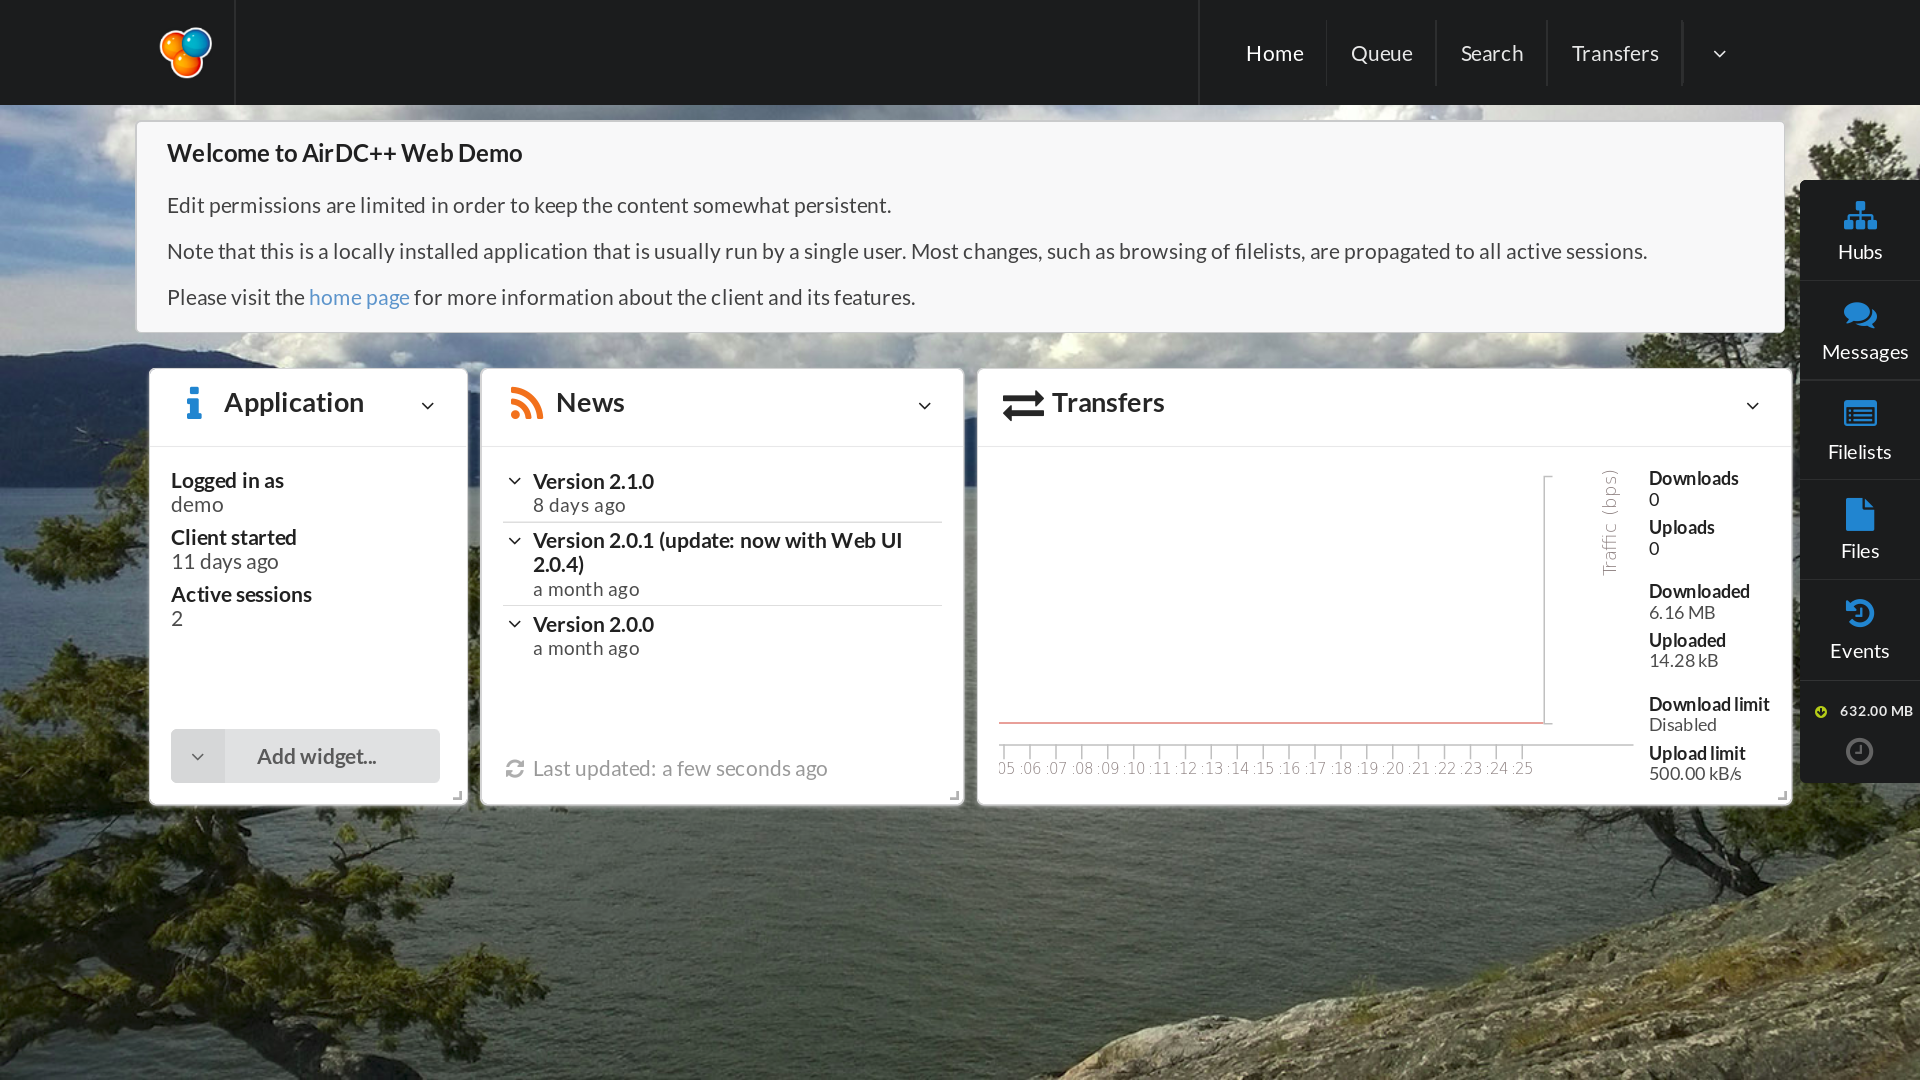 Home
Queue
Search
Transfers
Welcome to AirDC++ Web Demo
Edit permissions are limited in order to keep the content somewhat persistent.
Note that this is a locally installed application that is usually run by a single user. Most changes, such as browsing of filelists, are propagated to all active sessions.
Please visit the home page for more information about the client and its features.
Application
Logged in as
demo
Client started
11 days ago
Active sessions
2
Add widget...
News
Version 2.1.0
8 days ago
Version 2.0.1 (update: now with Web UI
2.0.4)
a month ago
Version 2.0.0
a month ago
Last updated: a few seconds ago
Transfers
Traffic (bps)
05 :06 :07 :08 :09 :10 :11 :12 :13 :14 :15 :16 :17 :18 :19 :20 :21 :22 :23 :24 :25
Downloads
0
Uploads
0
Downloaded
6.16 MB
Uploaded
14.28 kB
Download limit
Disabled
Upload limit
500.00 kB/s
Hubs
Messages
Filelists
Files
Events
632.00 MB